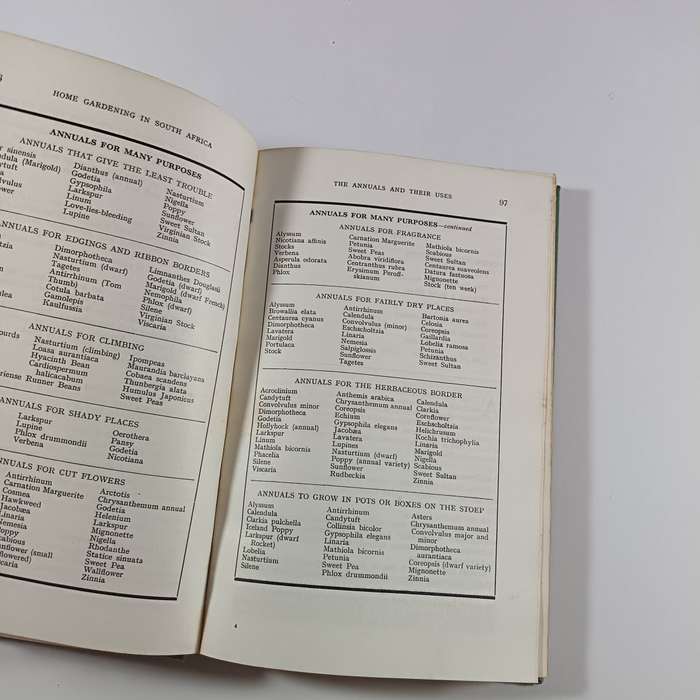 HOME GARDENING IN SOUTH AFRICA
ANNUALS FOR MANY PURPOSES
ANNUALS THAT GIVE THE LEAST TROUBLE
sinensis Dianthus (annual) Nasturtium
(Marigold) Godetia Nigella
Gypsophila Poppy
Larkspur Sunflower
Linum Sweet Sultan
Love-lies-bleeding Virginian Stock
Lupine Zinnia
ANNUALS FOR EDGINGS AND RIBBON BORDERS
Dimorphotheca Limnanthes Douglasii
Nasturtium (dwarf) Godetia (dwarf)
Tagetes Marigold (dwarf French)
Antirrhinum (Tom Nemophila
Thumb) Phlox (dwarf)
Cotula barbata Silene
Gamolepis Virginian Stock
Kaulfussia Viscaria
ANNUALS FOR CLIMBING
Nasturtium (climbing) Ipompeas
Loasa aurantiaca Maurandia barclayana
Hyacinth Bean Cobaea scandens
Cardiospermum Thunbergia alata
halicacabum Humulus Japonicus
Runner Beans Sweet Peas
ANNUALS FOR SHADY PLACES
Larkspur Oerothera
Lupine Pansy
Phlox drummondii Godetia
Verbena Nicotiana
ANNUALS FOR CUT FLOWERS
Antirrhinum Arctotis
Carnation Marguerite Chrysanthemum annual
Cosmea Godetia
Hawkweed Helenium
Jacobæa Larkspur
Linaria Mignonette
Nemesia Nigella
Poppy Rhodanthe
Scabious Statice sinuata
Sunflower (small Sweet Pea
flowered) Wallflower
Viscaria Zinnia
THE ANNUALS AND THEIR USES 97
ANNUALS FOR MANY PURPOSES—continued
ANNUALS FOR FRAGRANCE
Alyssum Carnation Marguerite Mathiola bicornis
Nicotiana affinis Petunia Scabious
Stocks Sweet Peas Sweet Sultan
Verbena Abobra viridiflora Centaurea suaveolens
Asperula odorata Centranthus rubra Datura fastuosa
Dianthus Erysimum Peroff- Mignonette
Phlox skianum Stock (ten week)
ANNUALS FOR FAIRLY DRY PLACES
Alyssum Antirrhinum Bartonia aurea
Browallia elata Calendula Celosia
Centaurea cyanus Convolvulus (minor) Coreopsis
Dimorphotheca Eschscholtzia Gaillardia
Lavatera Linaria Lobelia ramosa
Marigold Nemesia Petunia
Portulaca Salpiglossis Schizanthus
Stock Sunflower Sweet Sultan
Tagetes
ANNUALS FOR THE HERBACEOUS BORDER
Acroclinium Anthemis arabica Calendula
Candytuft Chrysanthemum annual Clarkia
Convolvulus minor Coreopsis Cornflower
Dimorphotheca Echium Eschscholtaia
Godetia Gypsophila elegans Helichrysum
Hollyhock (annual) Jacobæa Kochia trichophylia
Larkspur Lavatera Linaria
Linum Lupines Marigold
Mathiola bicornis Nasturtium (dwarf) Nigella
Phacelia Poppy (annual variety) Scabious
Silene Sunflower Sweet Sultan
Viscaria Rudbeckia Zinnia
ANNUALS TO GROW IN POTS OR BOXES ON THE STOEP
Alyssum Antirrhinum Asters
Calendula Candytuft Chrysanthemum annual
Clarkia pulchella Collinsia bicolor Convolvulus major and
Iceland Poppy Gypsophila elegans minor
Larkspur (dwarf Linaria Dimorphotheca
Rocket) Mathiola bicornis aurantiaca
Lobelia Petunia Coreopsis (dwarf variety)
Nasturtium Sweet Pea Mignonette
Silene Phlox drummondii Zinnia
4